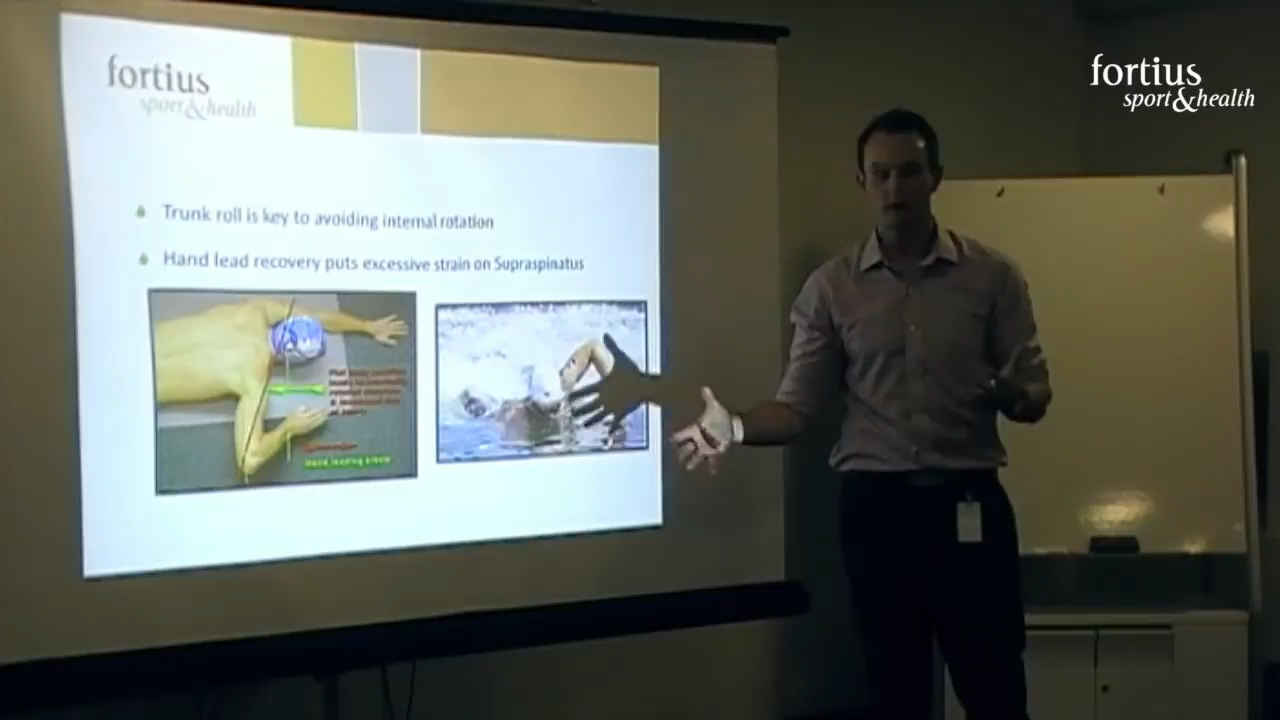 fortius
sport&health
fortius
sport&health
Trunk roll is key to avoiding internal rotation
Hand lead recovery puts excessive strain on Supraspinatus
Hand leading elbow